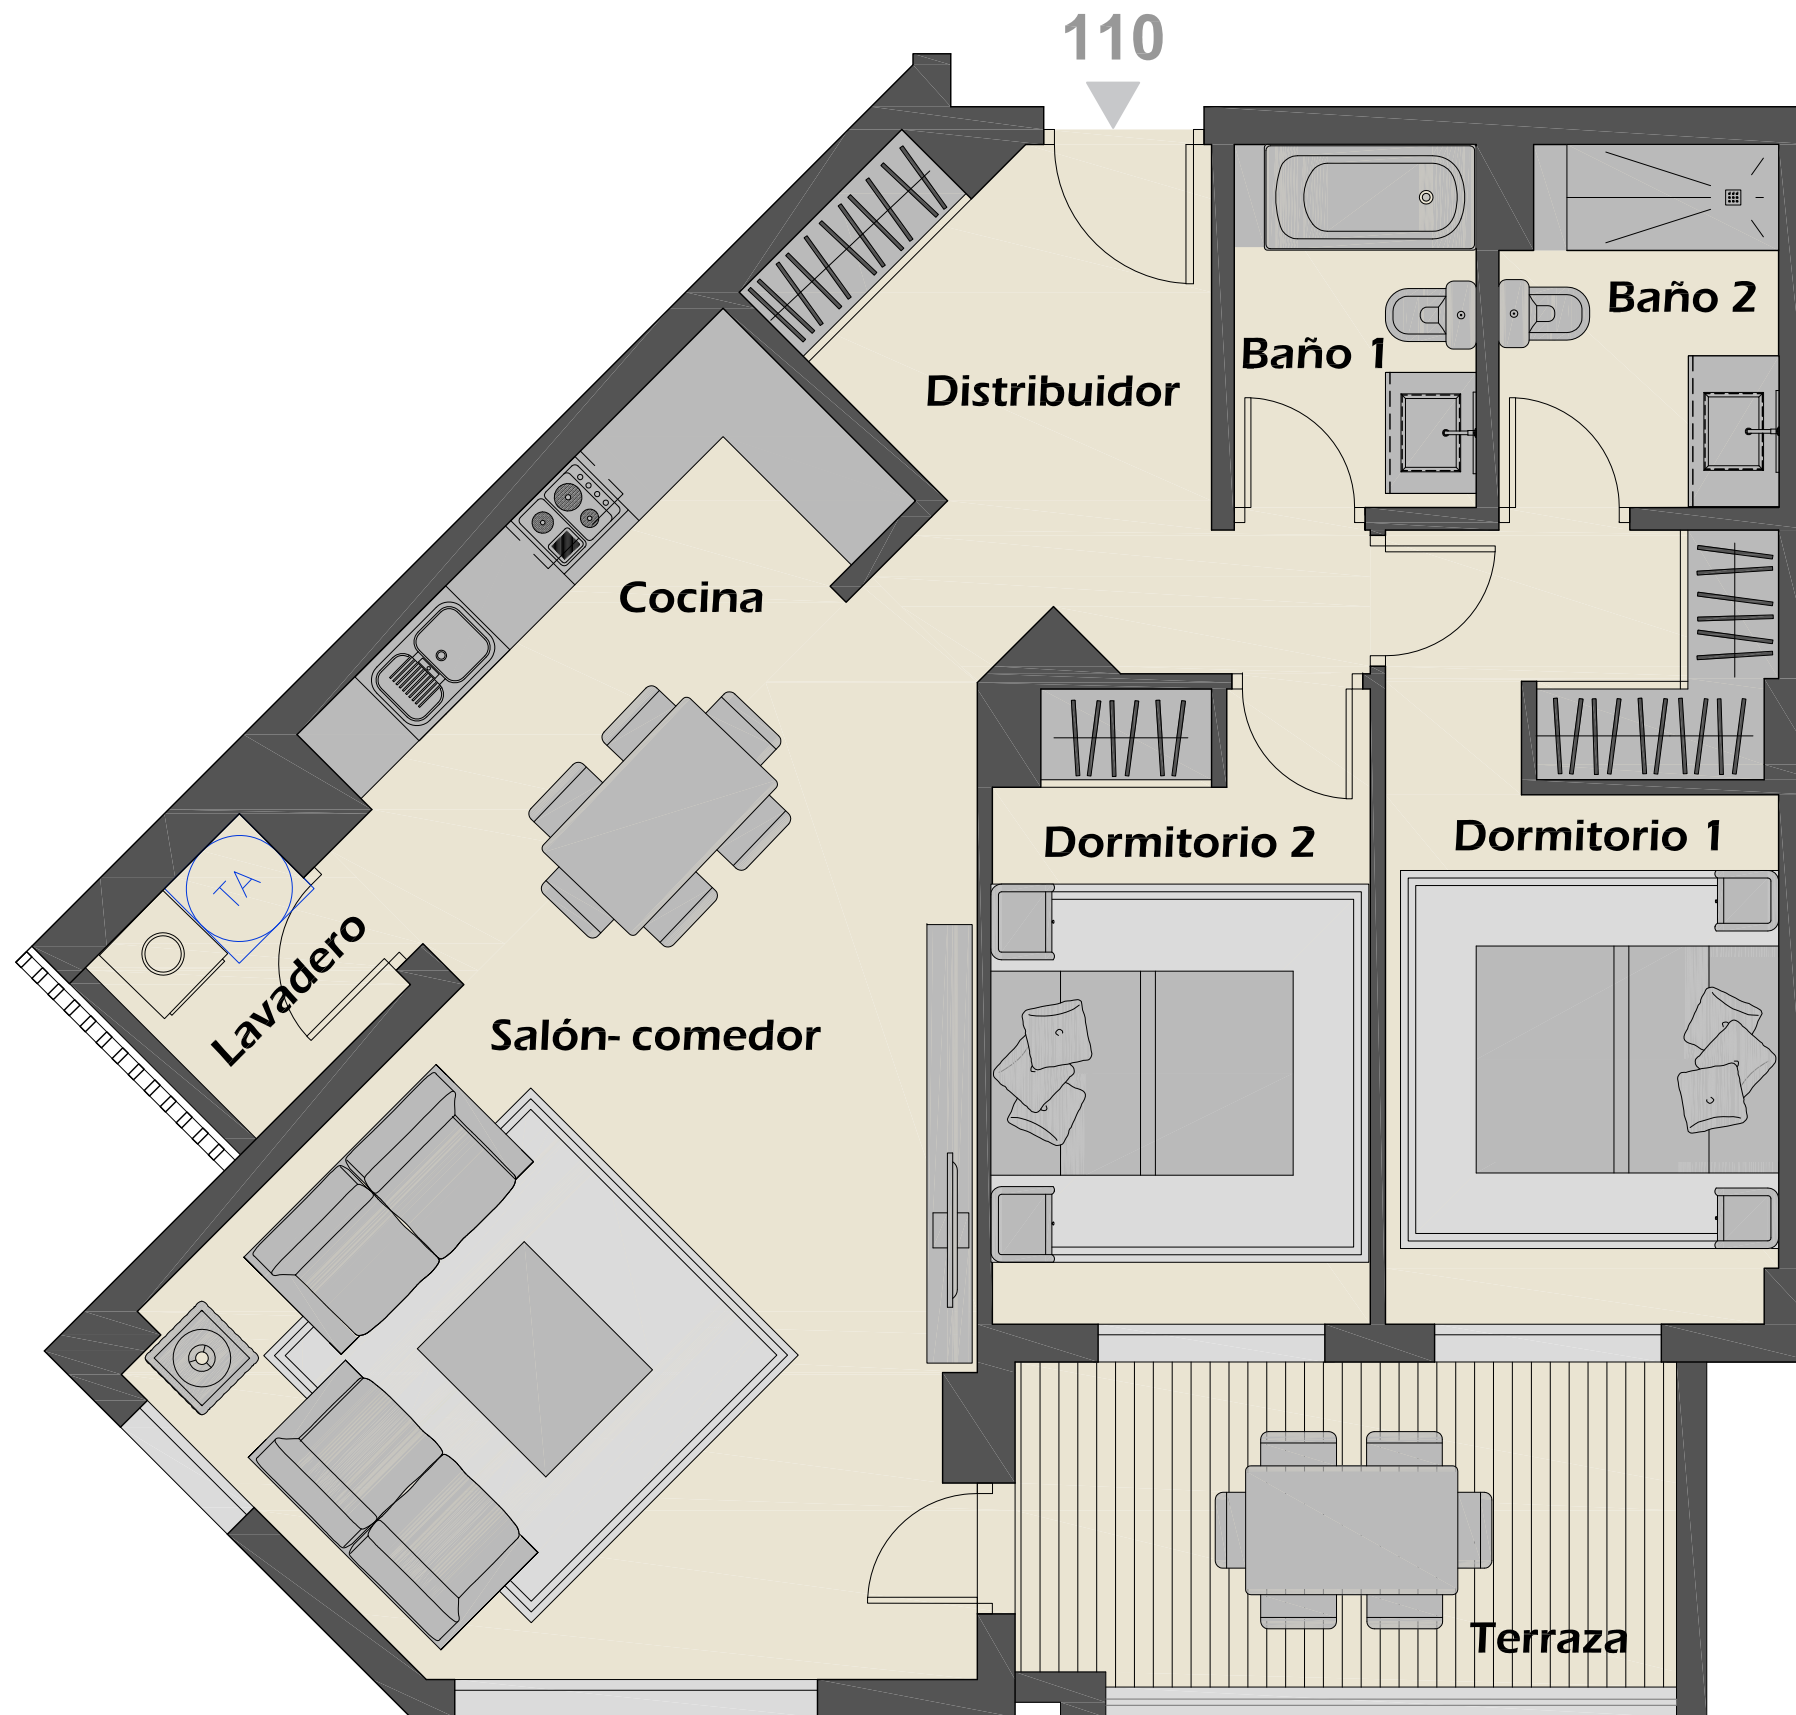 110
Baño 2
Baño 1
Distribuidor
Cocina
Dormitorio 2
Dormitorio 1
TA
Lavadero
Salón- comedor
Terraza